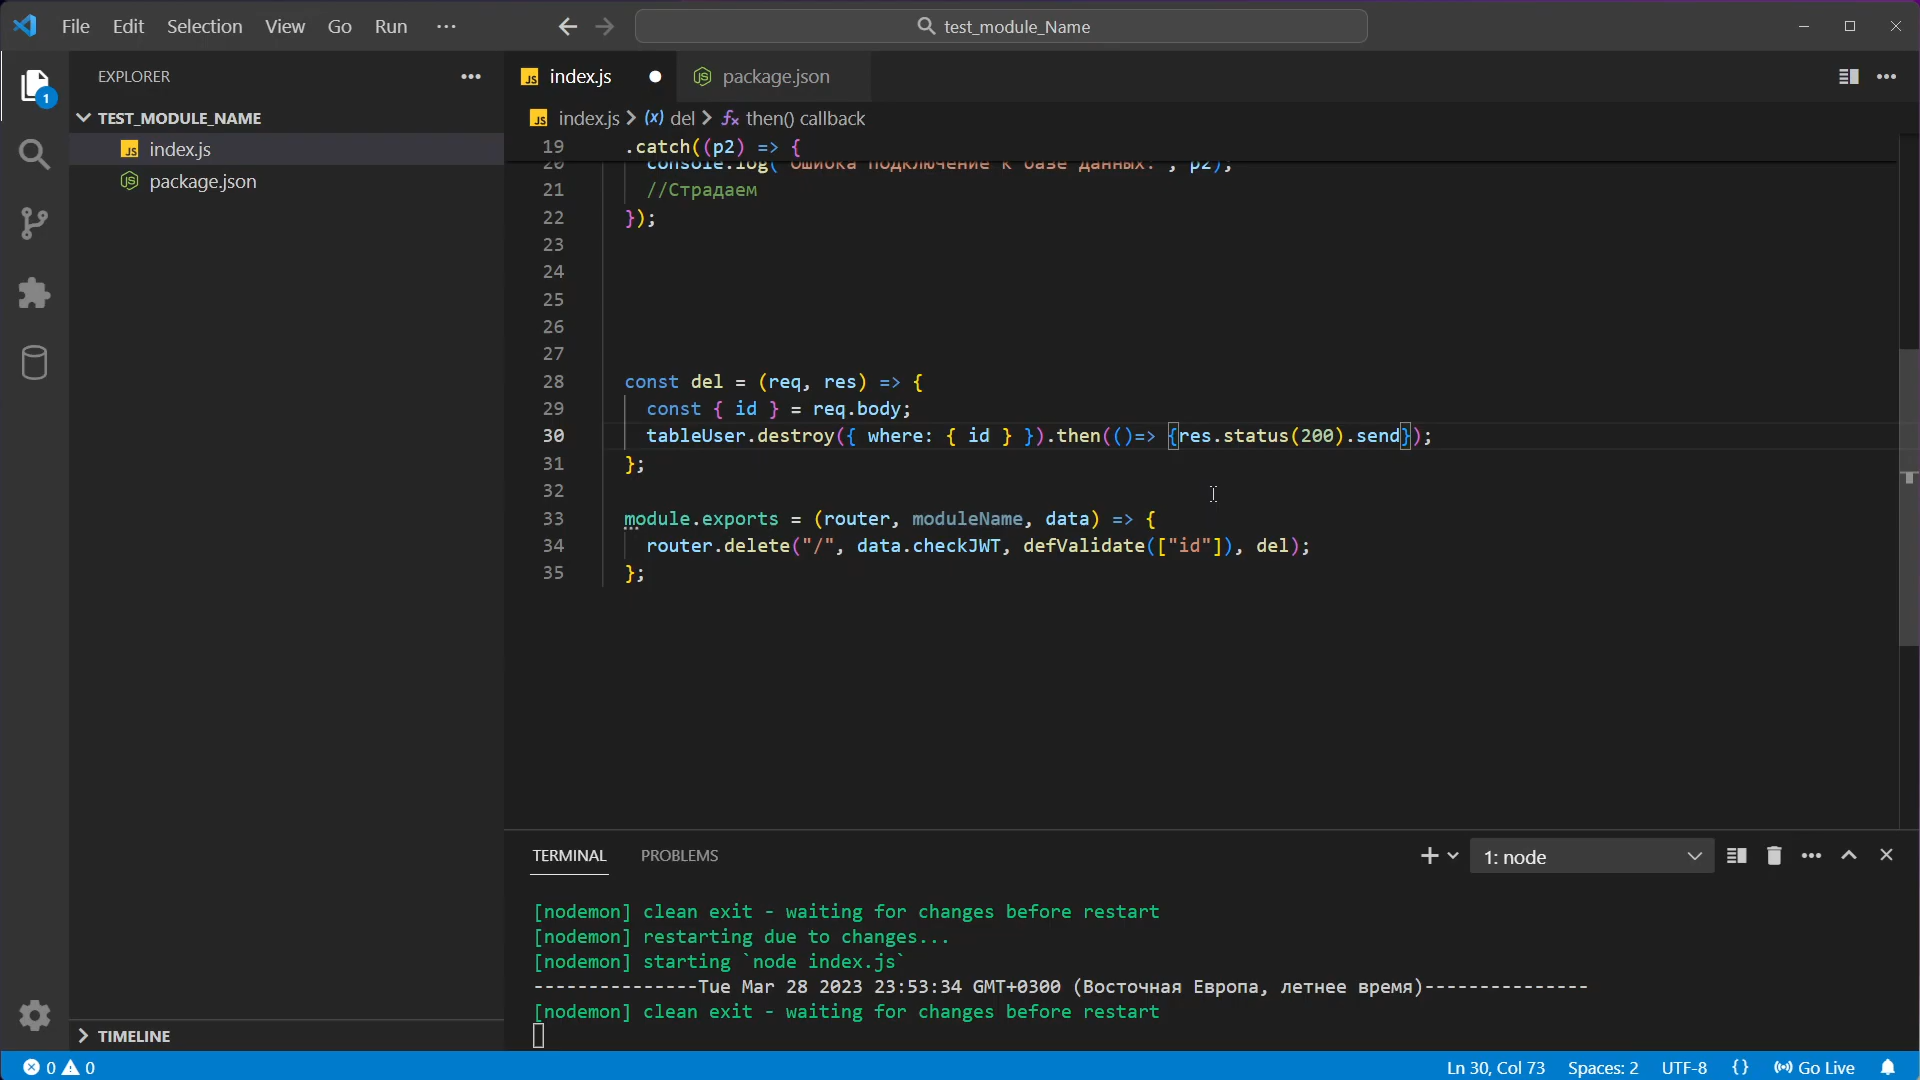 File Edit Selection View Go Run ···
test_module_Name
EXPLORER
1
TEST_MODULE_NAME
JS index.js
package.json
TIMELINE
JS index.js
package.json
JS index.js > (x) del > fx then() callback
19 .catch((p2) => {
20 console.log("Ошибка подключение к базе данных: ", p2);
21 //Страдаем
22 });
23
24
25
26
27
28 const del = (req, res) => {
29 const { id } = req.body;
30 tableUser.destroy({ where: { id } }).then(()=> {res.status(200).send});
31 };
32
33 module.exports = (router, moduleName, data) => {
34 router.delete("/", data.checkJWT, defValidate(["id"]), del);
35 };
TERMINAL PROBLEMS
1: node
[nodemon] clean exit - waiting for changes before restart
[nodemon] restarting due to changes...
[nodemon] starting `node index.js`
---------------Tue Mar 28 2023 23:53:34 GMT+0300 (Восточная Европа, летнее время)---------------
[nodemon] clean exit - waiting for changes before restart
0 0
Ln 30, Col 73 Spaces: 2 UTF-8 {} Go Live